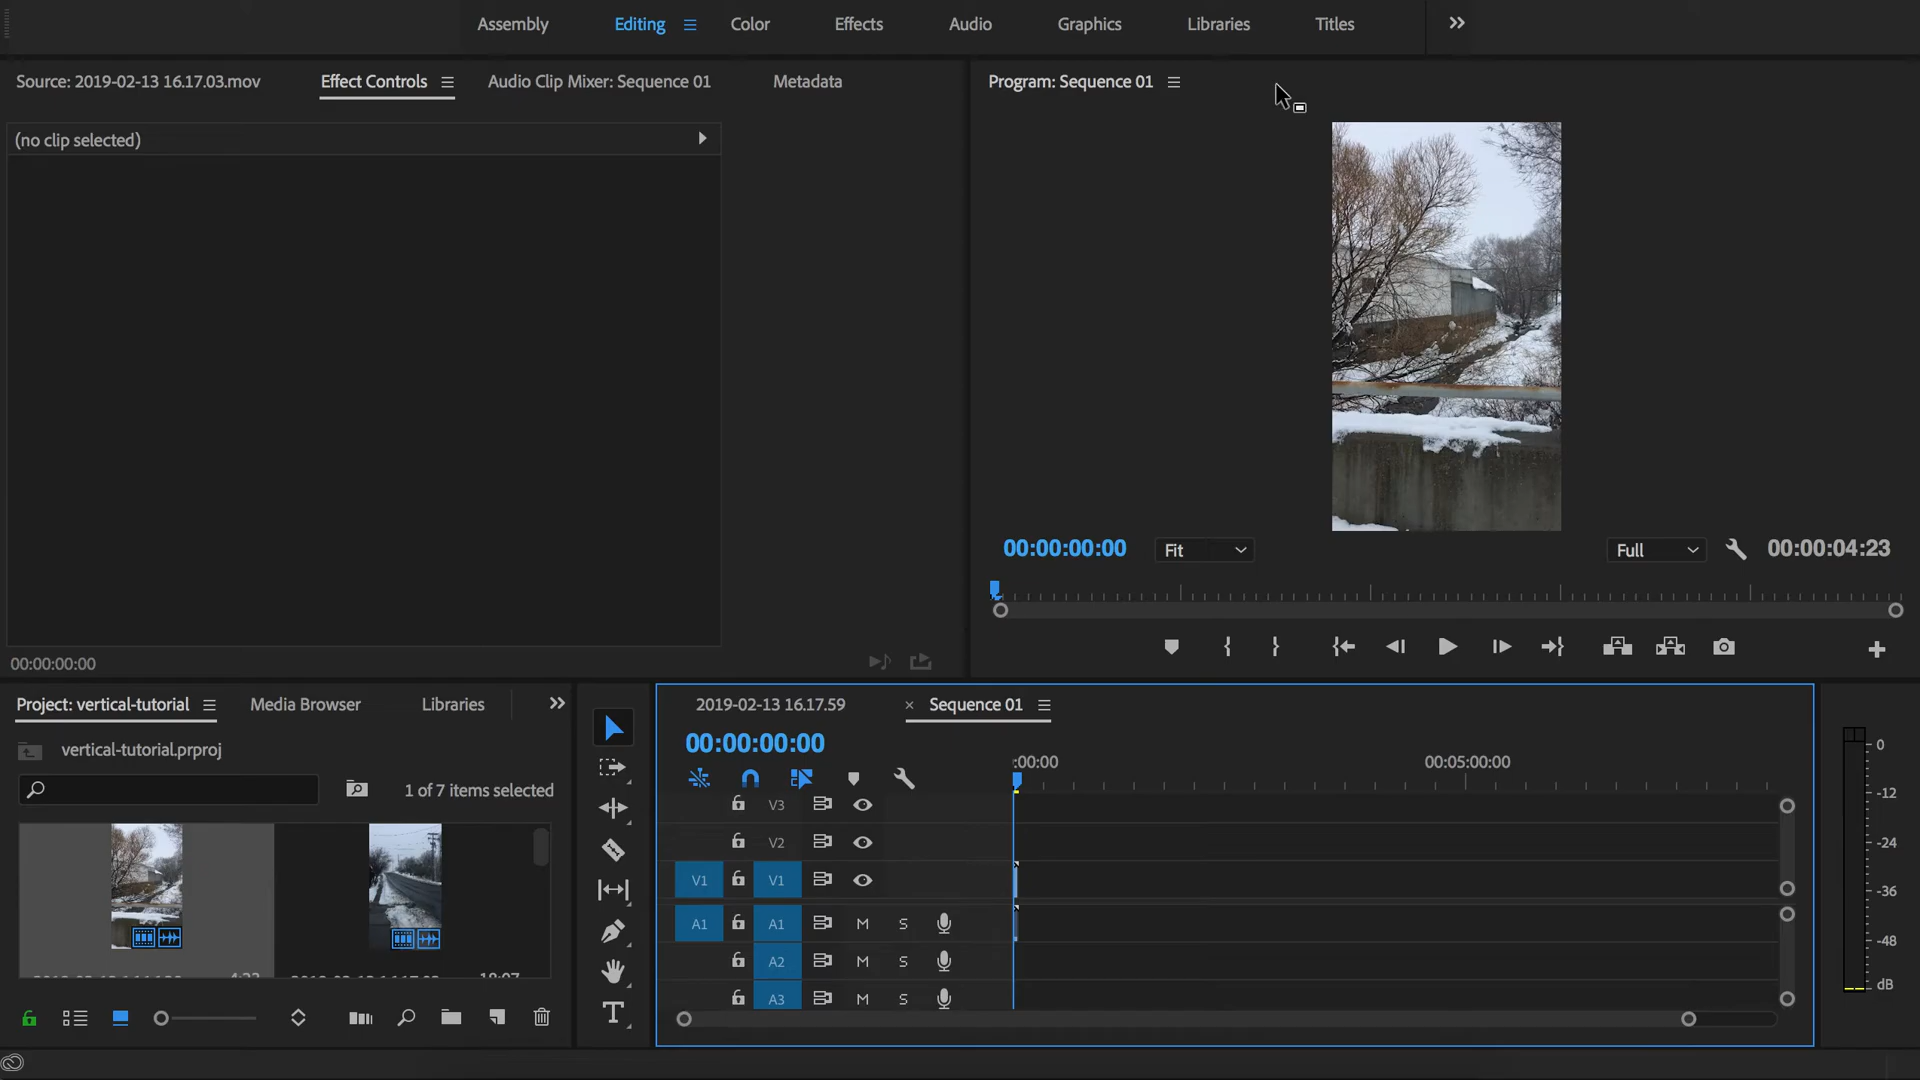 Assembly Editing Color Effects Audio Graphics Libraries Titles
Source: 2019-02-13 16.17.03.mov Effect Controls Audio Clip Mixer: Sequence 01 Metadata
Program: Sequence 01
(no clip selected)
00:00:00:00 Fit Full 00:00:04:23
00:00:00:00
Project: vertical-tutorial Media Browser Libraries
vertical-tutorial.prproj
1 of 7 items selected
2019-02-13 16.17.59 × Sequence 01
00:00:00:00
:00:00 00:05:00:00
V3
V2
V1 V1
A1 A1 M S
A2 M S
A3 M S
T
0
-12
-24
-36
-48
dB